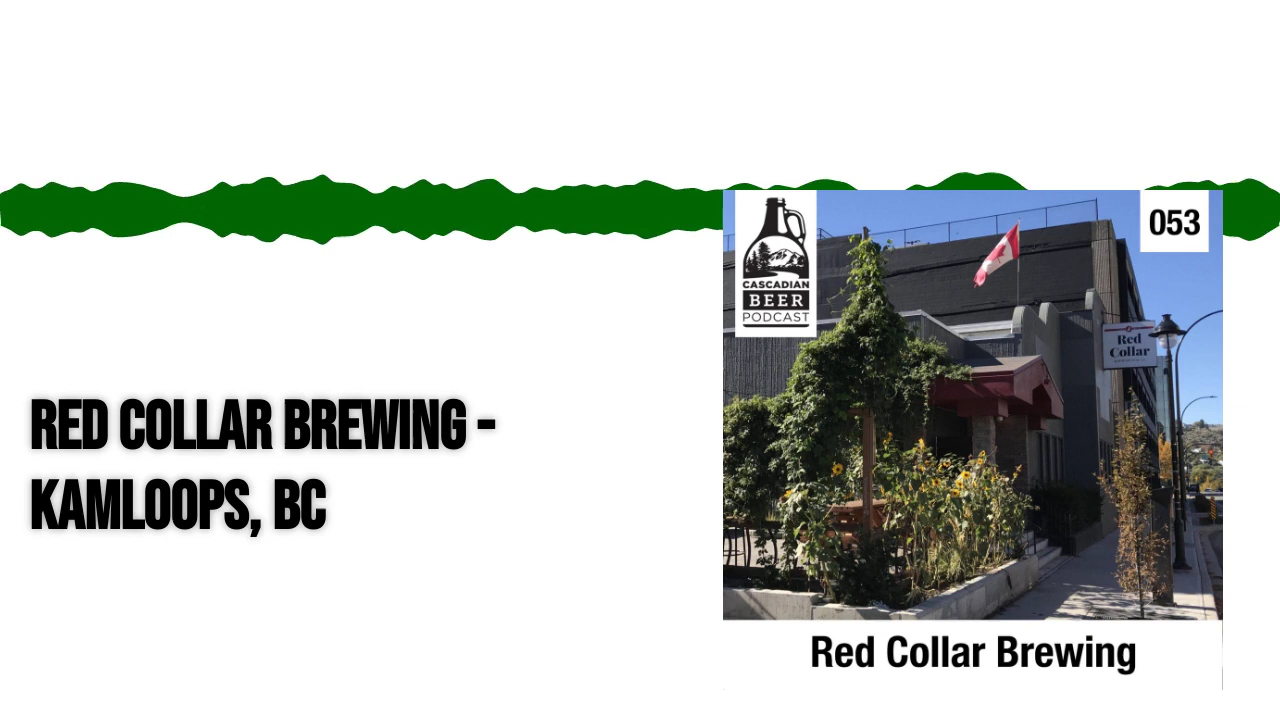 RED COLLAR BREWING -
KAMLOOPS, BC
CASCADIAN
BEER
PODCAST
053
Red
Collar
Red Collar Brewing